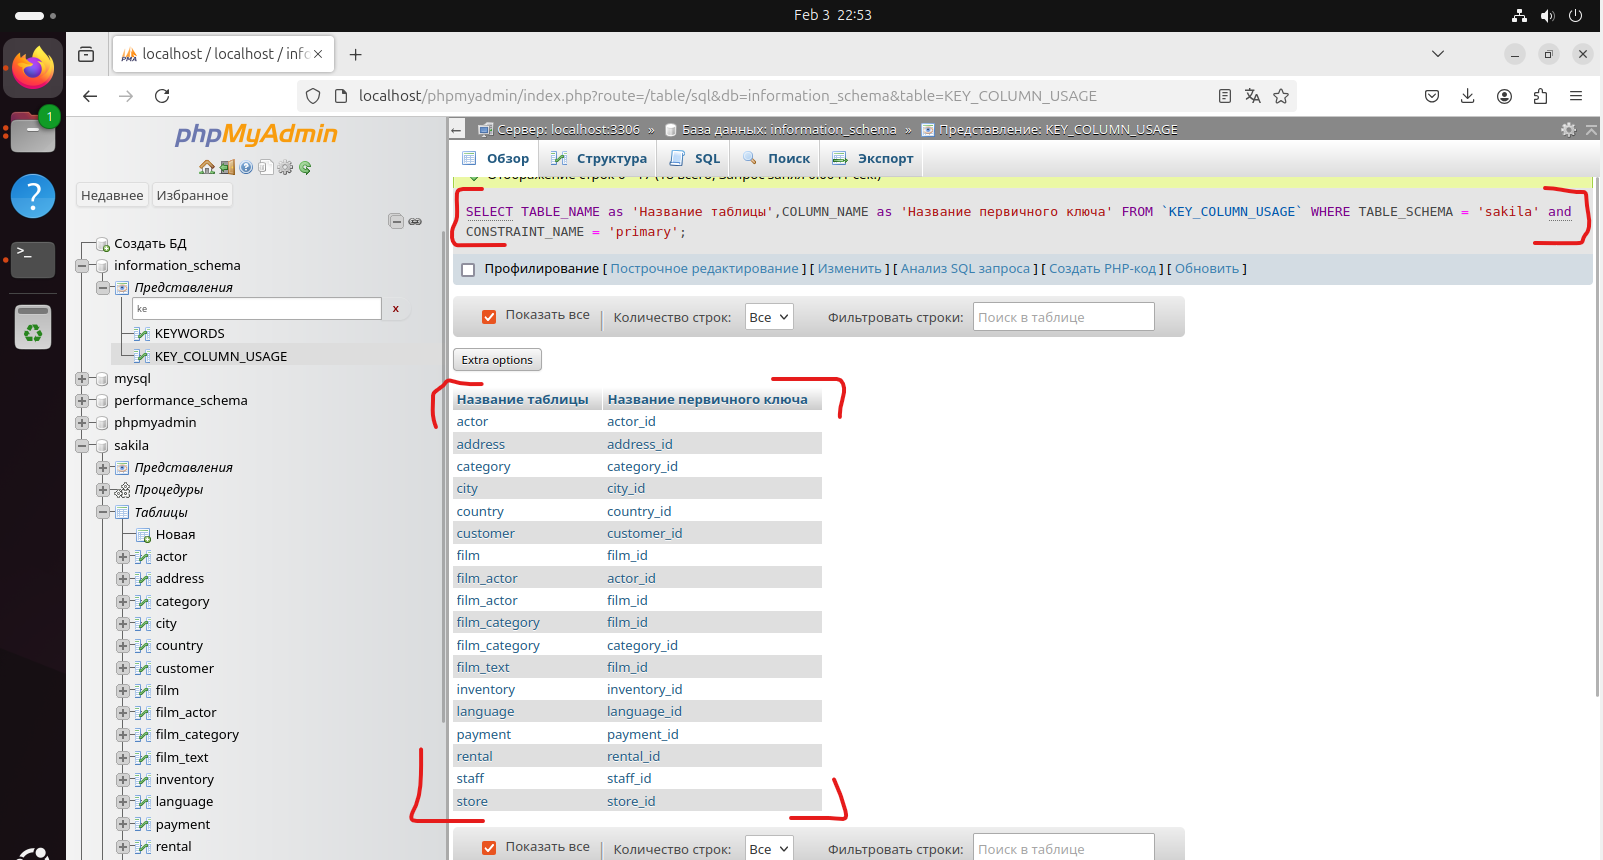 Feb 3 22:53
localhost / localhost / info
localhost/phpmyadmin/index.php?route=/table/sql&db=information_schema&table=KEY_COLUMN_USAGE
1
phpMyAdmin
Недавнее Избранное
Создать БД
information_schema
Представления
ke x
KEYWORDS
KEY_COLUMN_USAGE
mysql
performance_schema
phpmyadmin
sakila
Представления
Процедуры
Таблицы
Новая
actor
address
category
city
country
customer
film
film_actor
film_category
film_text
inventory
language
payment
rental
Сервер: localhost:3306 » База данных: information_schema » Представление: KEY_COLUMN_USAGE
Обзор Структура SQL Поиск Экспорт
SELECT TABLE_NAME as 'Название таблицы',COLUMN_NAME as 'Название первичного ключа' FROM `KEY_COLUMN_USAGE` WHERE TABLE_SCHEMA = 'sakila' and
CONSTRAINT_NAME = 'primary';
Профилирование [ Построчное редактирование ] [ Изменить ] [ Анализ SQL запроса ] [ Создать PHP-код ] [ Обновить ]
Показать все Количество строк: Все Фильтровать строки: Поиск в таблице
Extra options
Название таблицы Название первичного ключа
actor actor_id
address address_id
category category_id
city city_id
country country_id
customer customer_id
film film_id
film_actor actor_id
film_actor film_id
film_category film_id
film_category category_id
film_text film_id
inventory inventory_id
language language_id
payment payment_id
rental rental_id
staff staff_id
store store_id
Показать все Количество строк: Все Фильтровать строки: Поиск в таблице